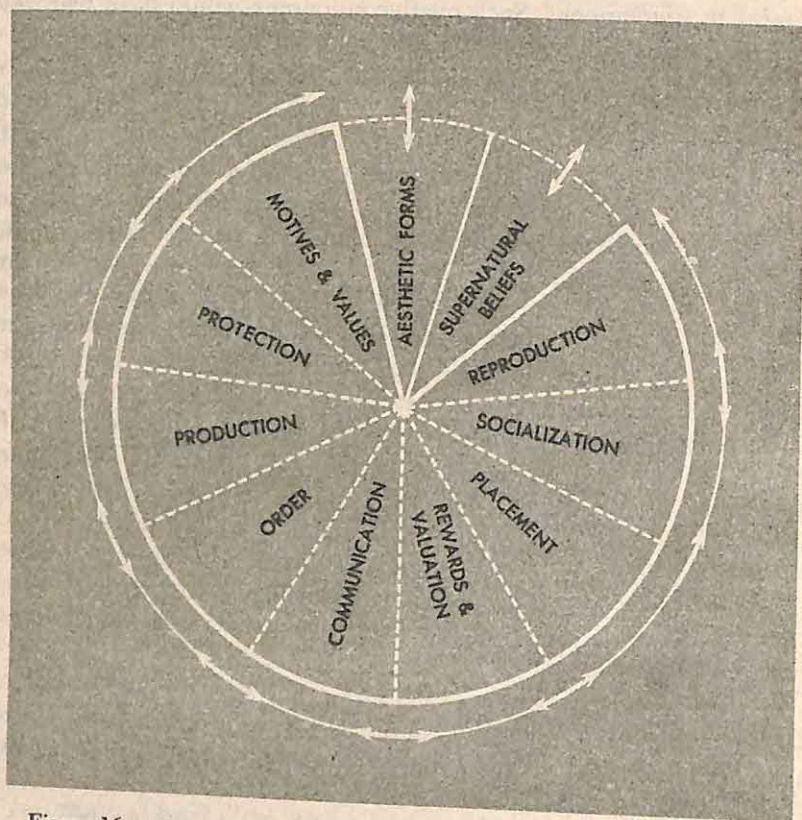 AESTHETIC FORMS
SUPERNATURAL
BELIEFS
REPRODUCTION
SOCIALIZATION
PLACEMENT
REWARDS &
VALUATION
COMMUNICATION
ORDER
PRODUCTION
PROTECTION
MOTIVES & VALUES